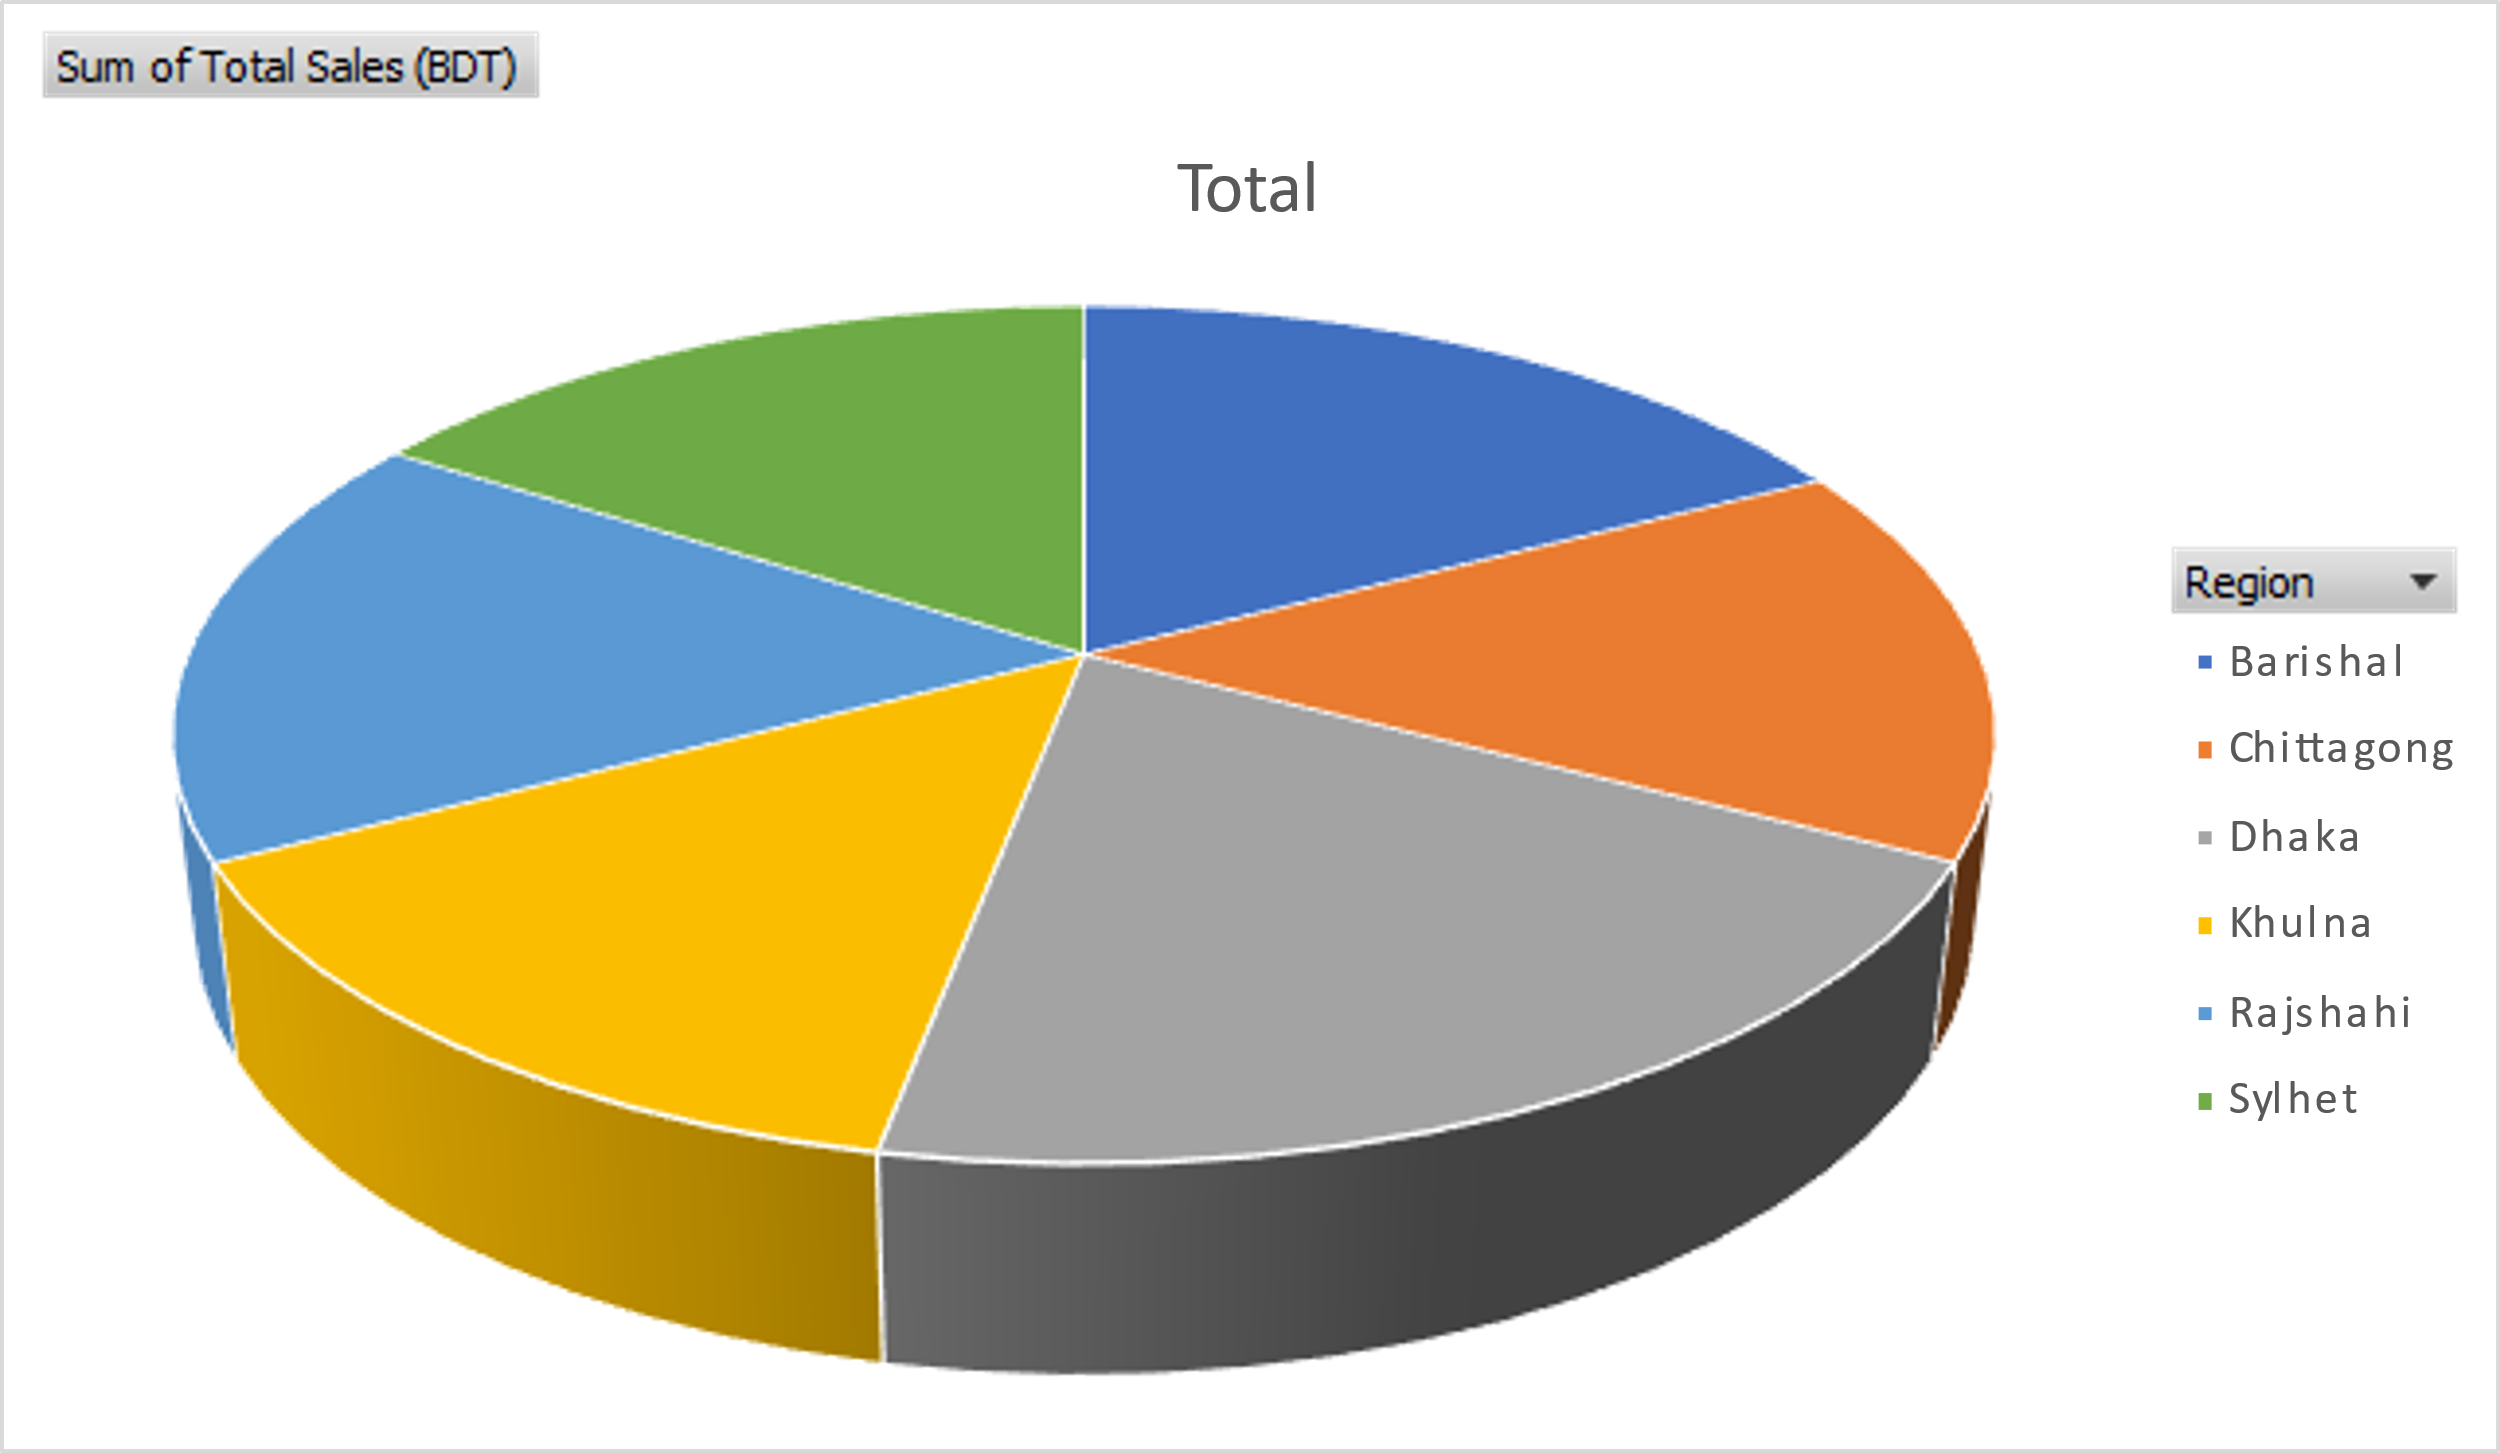 Sum of Total Sales (BDT)
Total
Region
Barishal
Chittagong
Dhaka
Khulna
Rajshahi
Sylhet